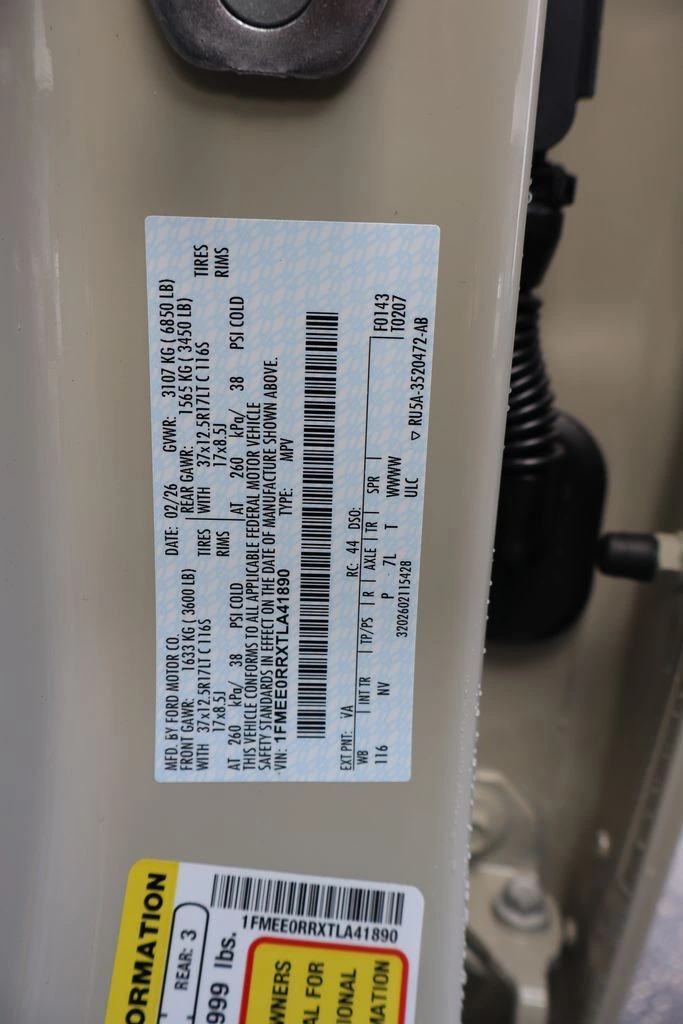 MFD. BY FORD MOTOR CO.
DATE: 02/26 GVWR: 3107 KG ( 6850 LB)
FRONT GAWR: 1633 KG ( 3600 LB) REAR GAWR: 1565 KG ( 3450 LB)
WITH 37x12.5R17LT C 116S TIRES WITH 37x12.5R17LT C 116S TIRES
17x8.5J RIMS 17x8.5J RIMS
AT 260 kPa/ 38 PSI COLD AT 260 kPa/ 38 PSI COLD
THIS VEHICLE CONFORMS TO ALL APPLICABLE FEDERAL MOTOR VEHICLE
SAFETY STANDARDS IN EFFECT ON THE DATE OF MANUFACTURE SHOWN ABOVE.
VIN: 1FMEE0RRXTLA41890 TYPE: MPV
EXT PNT: VA RC: 44 DSO: F0143
WB INT TR TP/PS R AXLE TR SPR T0207
116 NV P 7L T WWWW
ULC
3202602115428 RU5A-3520472-AB
ORMATION
REAR: 3
999 lbs.
1FMEE0RRXTLA41890
WNERS
AL FOR
IONAL
MATION